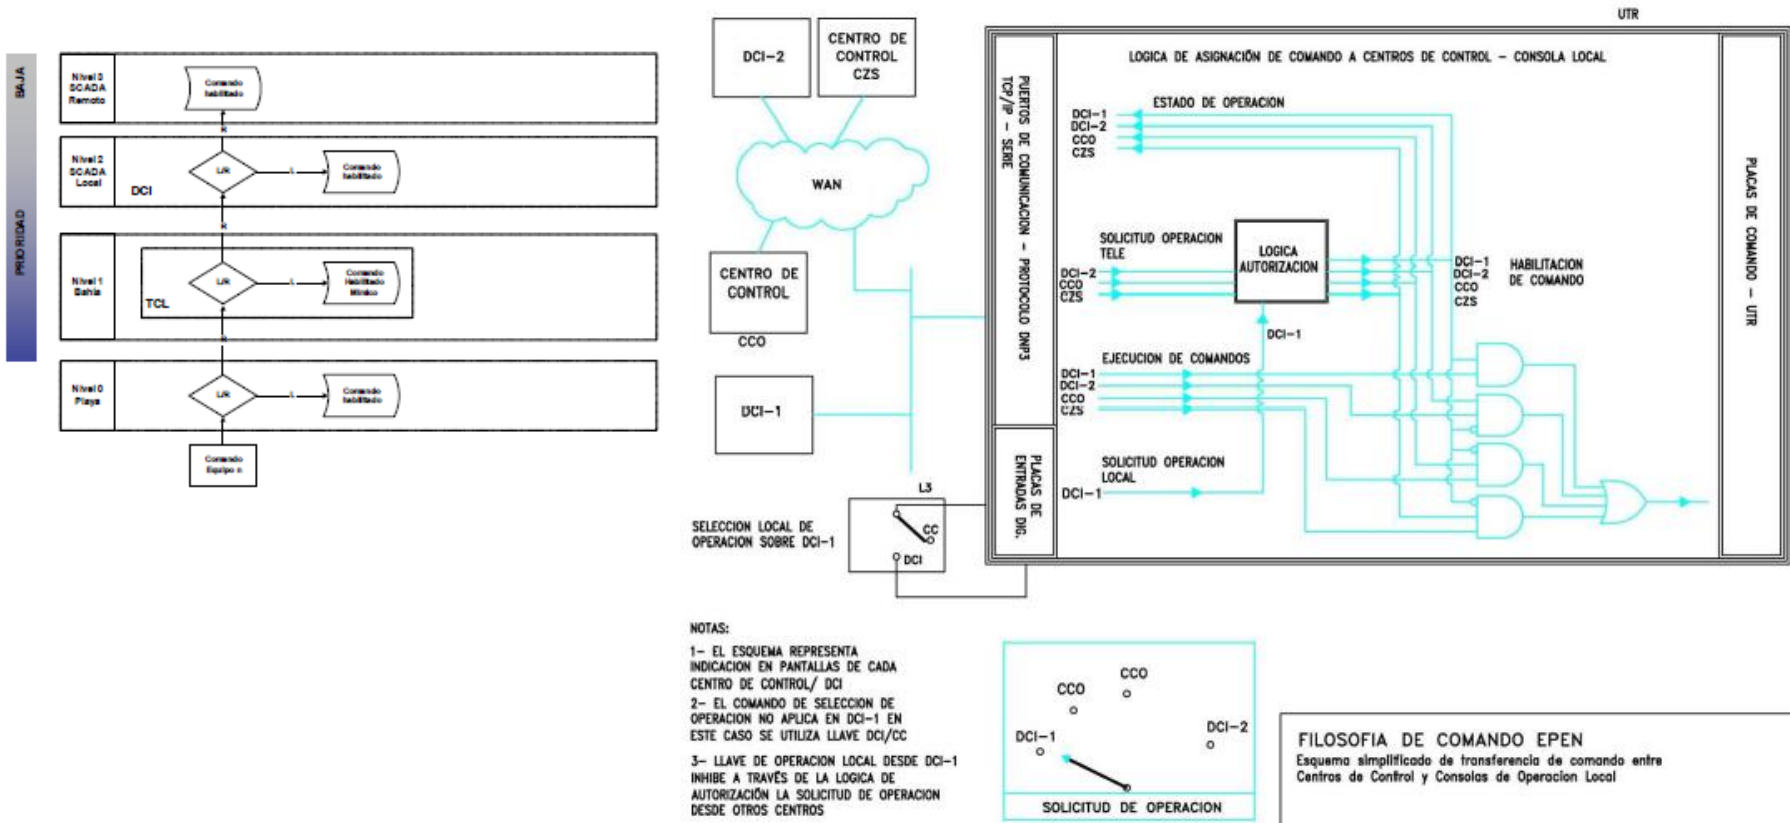 BAJA
PRIORIDAD
Nivel 3
SCADA
Remoto
Comando
habilitado
R
Nivel 2
SCADA
Local
DCI
L/R
L
Comando
habilitado
R
Nivel 1
Bahía
TCL
L/R
L
Comando
Habilitado
Mímico
R
Nivel 0
Playa
L/R
L
Comando
habilitado
Comando
Equipo n
DCI-2
CENTRO DE
CONTROL
CZS
WAN
CENTRO DE
CONTROL
CCO
DCI-1
SELECCION LOCAL DE
OPERACION SOBRE DCI-1
L3
CC
DCI
UTR
PUERTOS DE COMUNICACION - PROTOCOLO DNP3
TCP/IP - SERIE
PLACAS DE
ENTRADAS DIG.
LOGICA DE ASIGNACIÓN DE COMANDO A CENTROS DE CONTROL - CONSOLA LOCAL
ESTADO DE OPERACION
DCI-1
DCI-2
CCO
CZS
SOLICITUD OPERACION
TELE
DCI-2
CCO
CZS
LOGICA
AUTORIZACION
DCI-1
DCI-1
DCI-2
CCO
CZS
HABILITACION
DE COMANDO
EJECUCION DE COMANDOS
DCI-1
DCI-2
CCO
CZS
SOLICITUD OPERACION
LOCAL
DCI-1
PLACAS DE COMANDO - UTR
NOTAS:
1- EL ESQUEMA REPRESENTA
INDICACION EN PANTALLAS DE CADA
CENTRO DE CONTROL/ DCI
2- EL COMANDO DE SELECCION DE
OPERACION NO APLICA EN DCI-1 EN
ESTE CASO SE UTILIZA LLAVE DCI/CC
3- LLAVE DE OPERACION LOCAL DESDE DCI-1
INHIBE A TRAVÉS DE LA LOGICA DE
AUTORIZACIÓN LA SOLICITUD DE OPERACION
DESDE OTROS CENTROS
CCO
CCO
DCI-1
DCI-2
SOLICITUD DE OPERACION
FILOSOFIA DE COMANDO EPEN
Esquema simplificado de transferencia de comando entre
Centros de Control y Consolas de Operacion Local